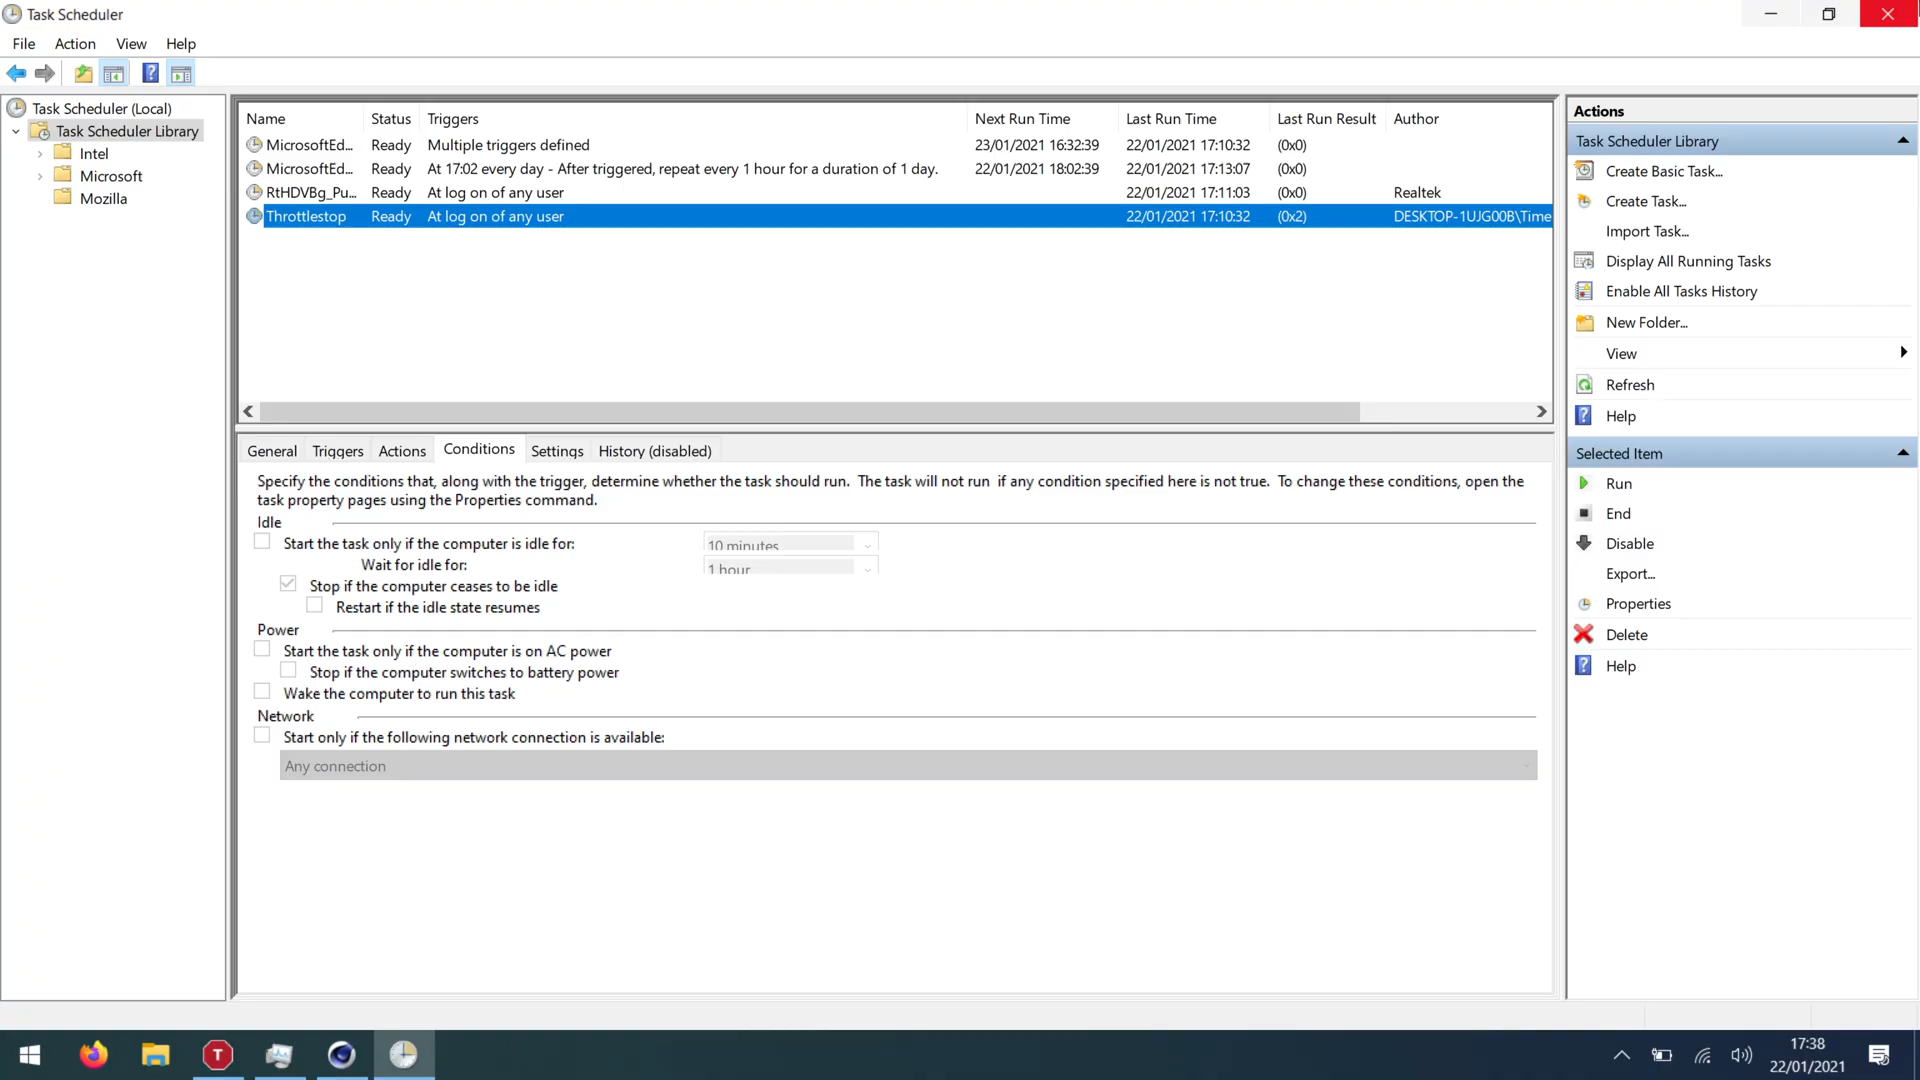 Task Scheduler
File Action View Help
Task Scheduler (Local)
Task Scheduler Library
Intel
Microsoft
Mozilla
Name Status Triggers Next Run Time Last Run Time Last Run Result Author
MicrosoftEd... Ready Multiple triggers defined 23/01/2021 16:32:39 22/01/2021 17:10:32 (0x0)
MicrosoftEd... Ready At 17:02 every day - After triggered, repeat every 1 hour for a duration of 1 day. 22/01/2021 18:02:39 22/01/2021 17:13:07 (0x0)
RtHDVBg_Pu... Ready At log on of any user 22/01/2021 17:11:03 (0x0) Realtek
Throttlestop Ready At log on of any user 22/01/2021 17:10:32 (0x2) DESKTOP-1UJG00B\Time
General Triggers Actions Conditions Settings History (disabled)
Specify the conditions that, along with the trigger, determine whether the task should run. The task will not run if any condition specified here is not true. To change these conditions, open the
task property pages using the Properties command.
Idle
Start the task only if the computer is idle for: 10 minutes
Wait for idle for: 1 hour
Stop if the computer ceases to be idle
Restart if the idle state resumes
Power
Start the task only if the computer is on AC power
Stop if the computer switches to battery power
Wake the computer to run this task
Network
Start only if the following network connection is available:
Any connection
Actions
Task Scheduler Library
Create Basic Task...
Create Task...
Import Task...
Display All Running Tasks
Enable All Tasks History
New Folder...
View
Refresh
Help
Selected Item
Run
End
Disable
Export...
Properties
Delete
Help
T
17:38
22/01/2021